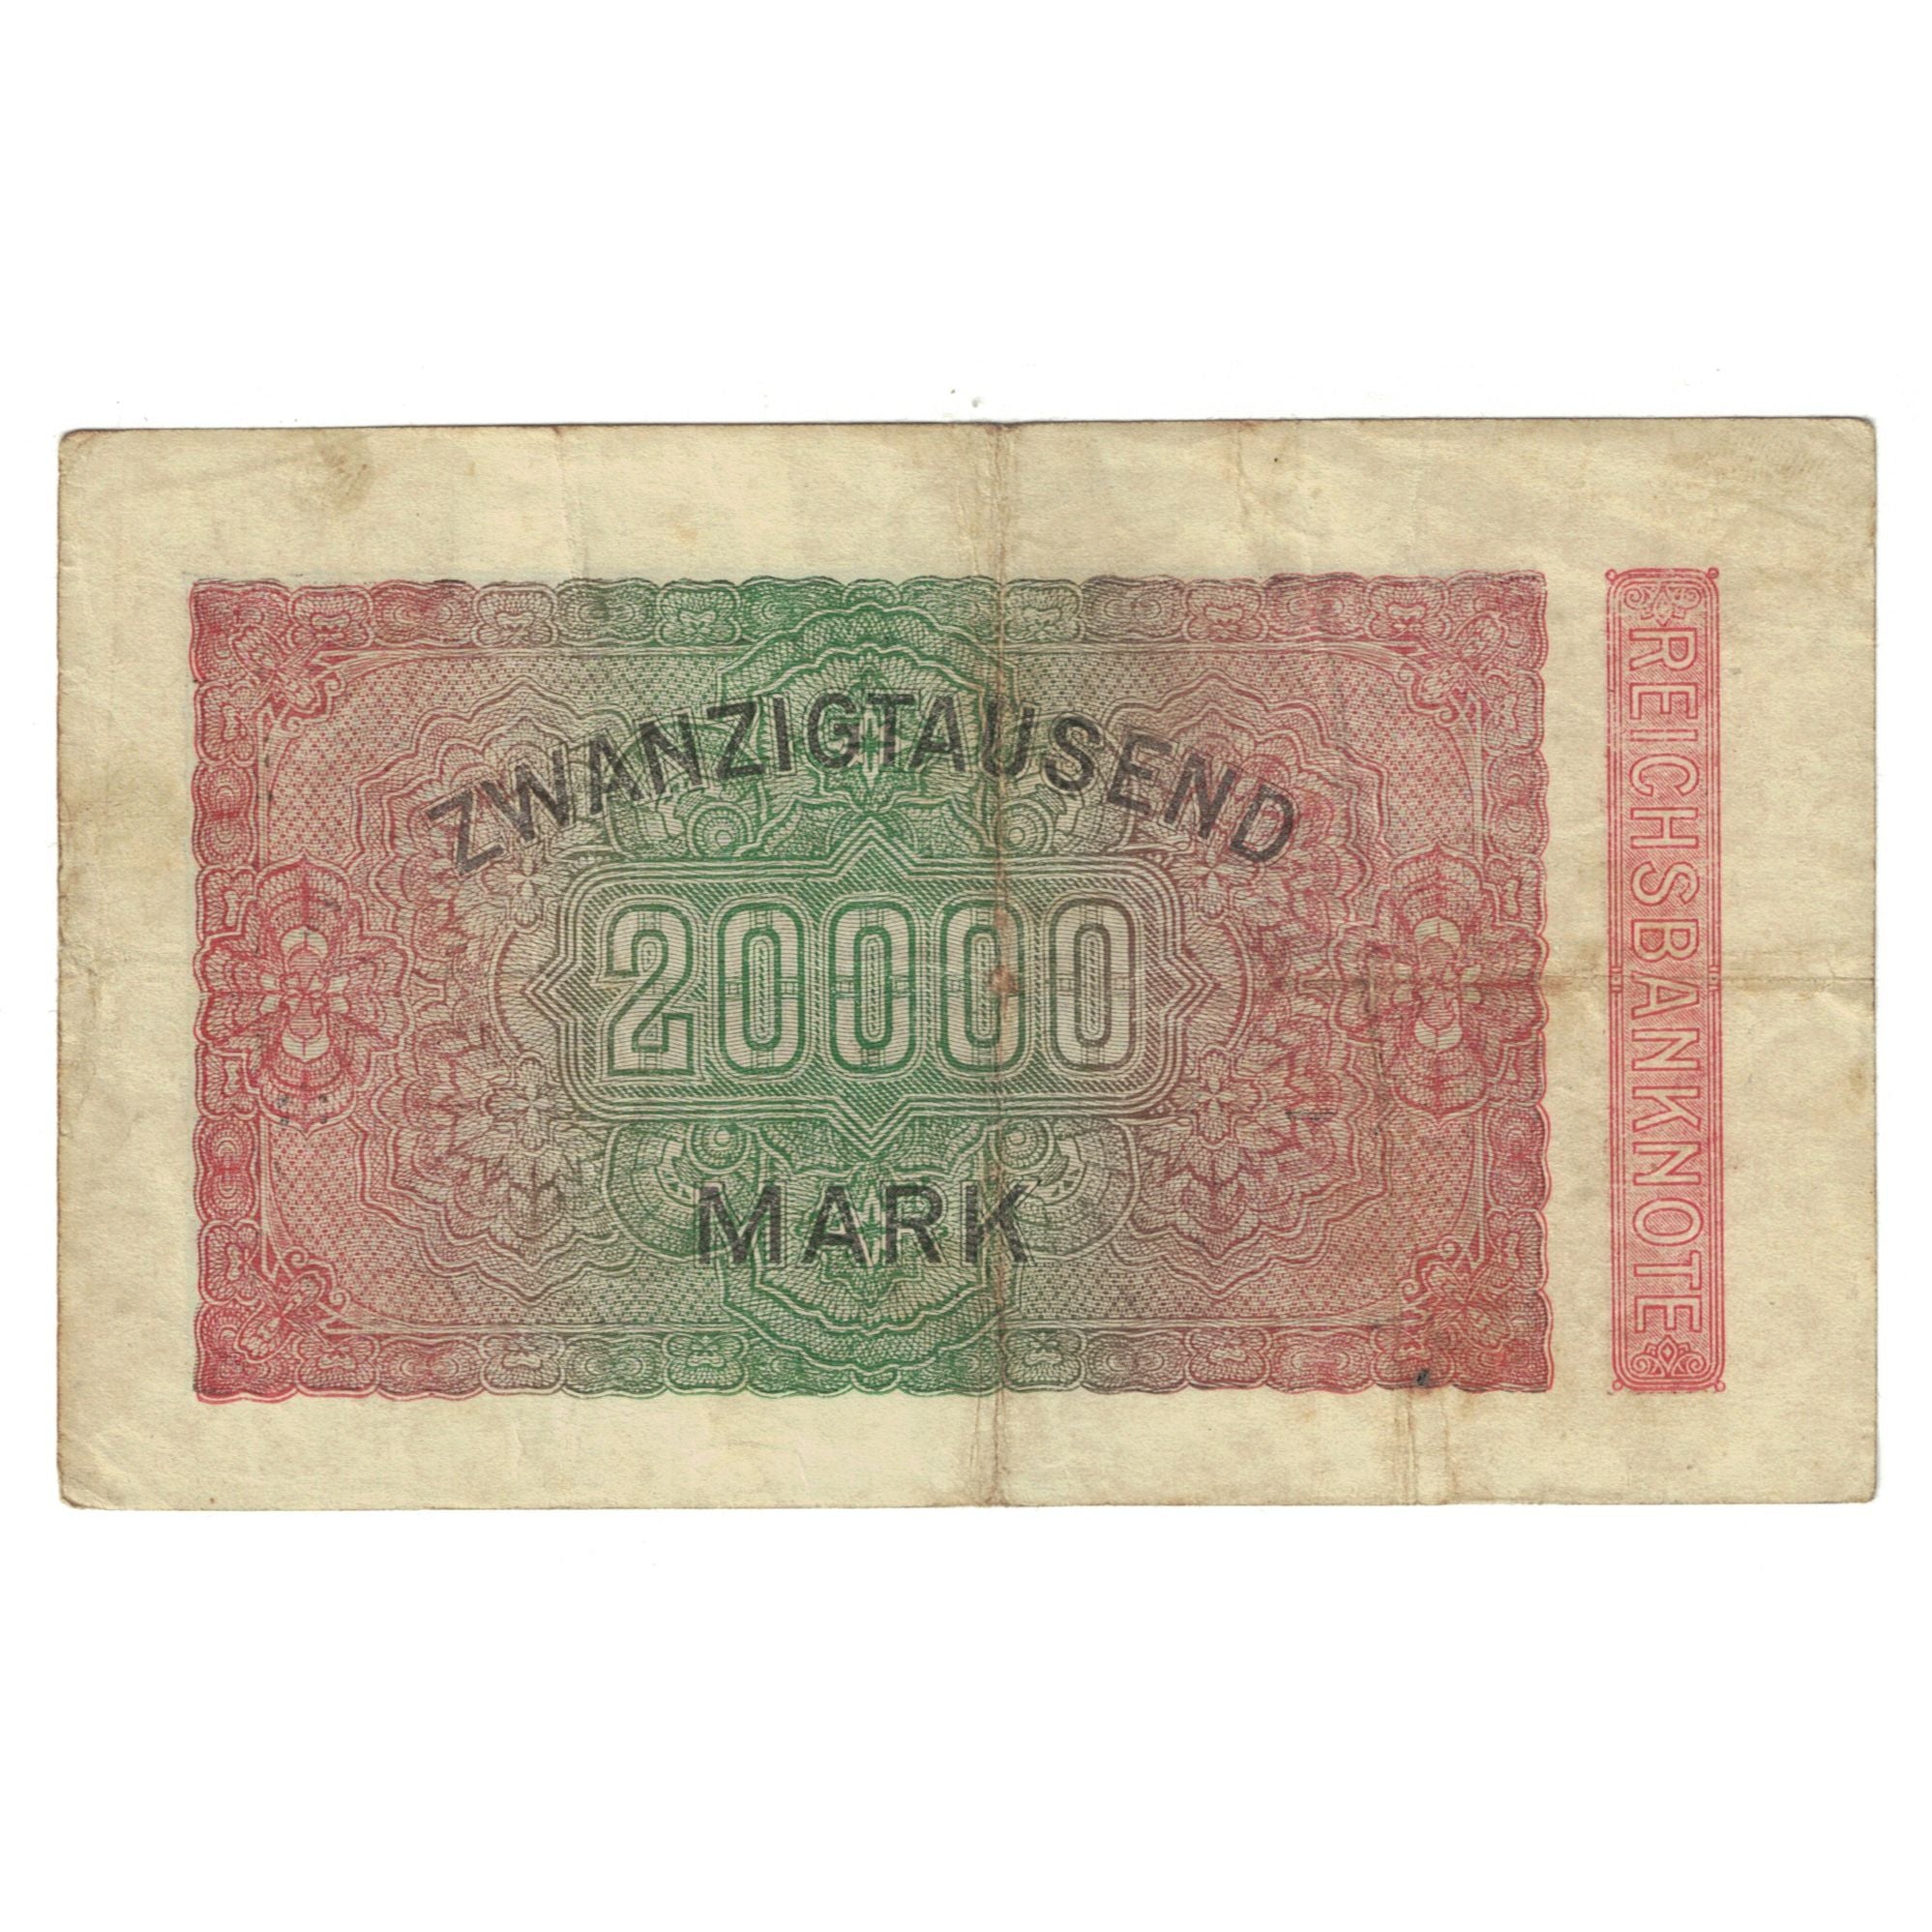 ZWANZIGTAUSEND
20000
MARK
REICHSBANKNOTE